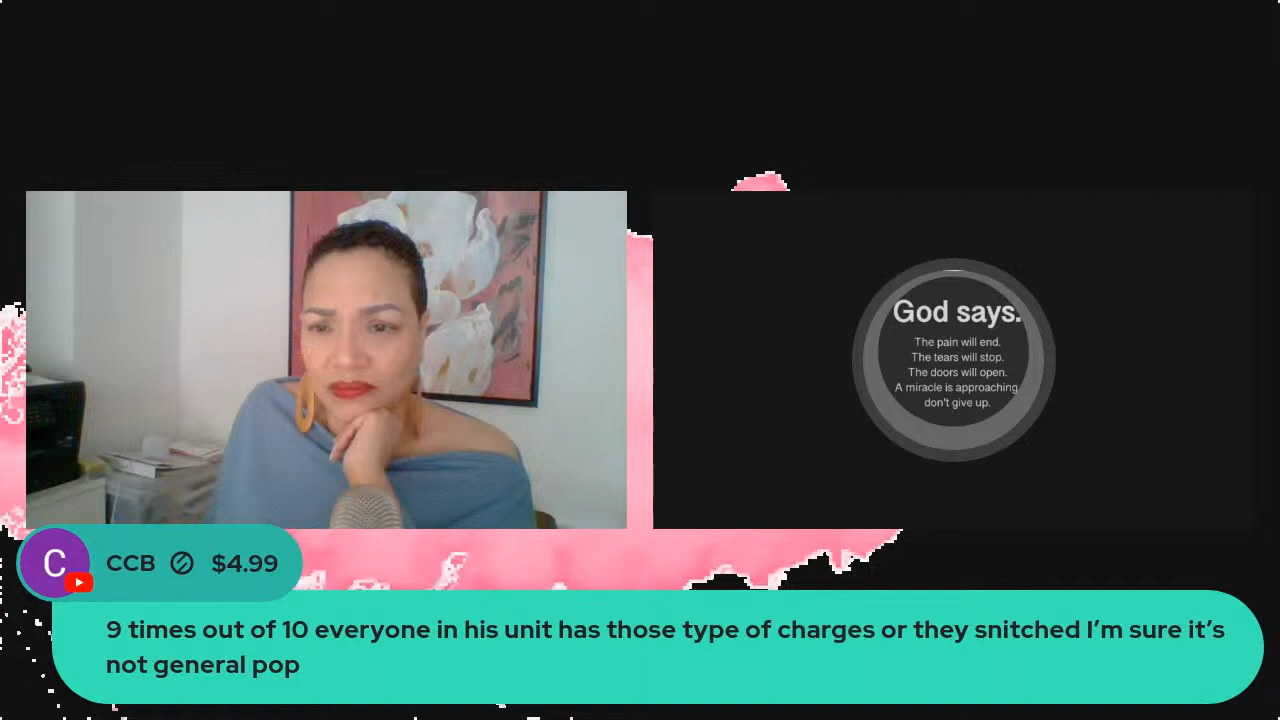 God says.
The pain will end.
The tears will stop.
The doors will open.
A miracle is approaching
don't give up.
C
CCB $4.99
9 times out of 10 everyone in his unit has those type of charges or they snitched I’m sure it’s
not general pop